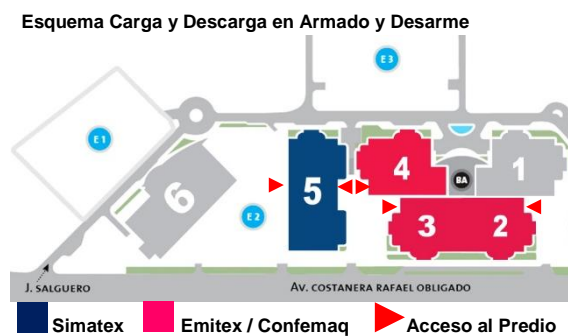 Esquema Carga y Descarga en Armado y Desarme
E3
E1
4
1
5
BA
6
E2
3
2
J. SALGUERO
AV. COSTANERA RAFAEL OBLIGADO
Simatex
Emitex / Confemaq
Acceso al Predio